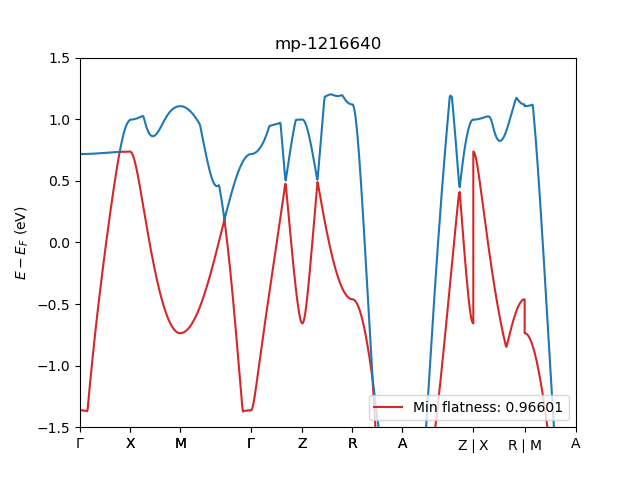 mp-1216640
E − E_F (eV)
1.5
1.0
0.5
0.0
−0.5
−1.0
−1.5
Min flatness: 0.96601
Γ X M Γ Z R A Z | X R | M A